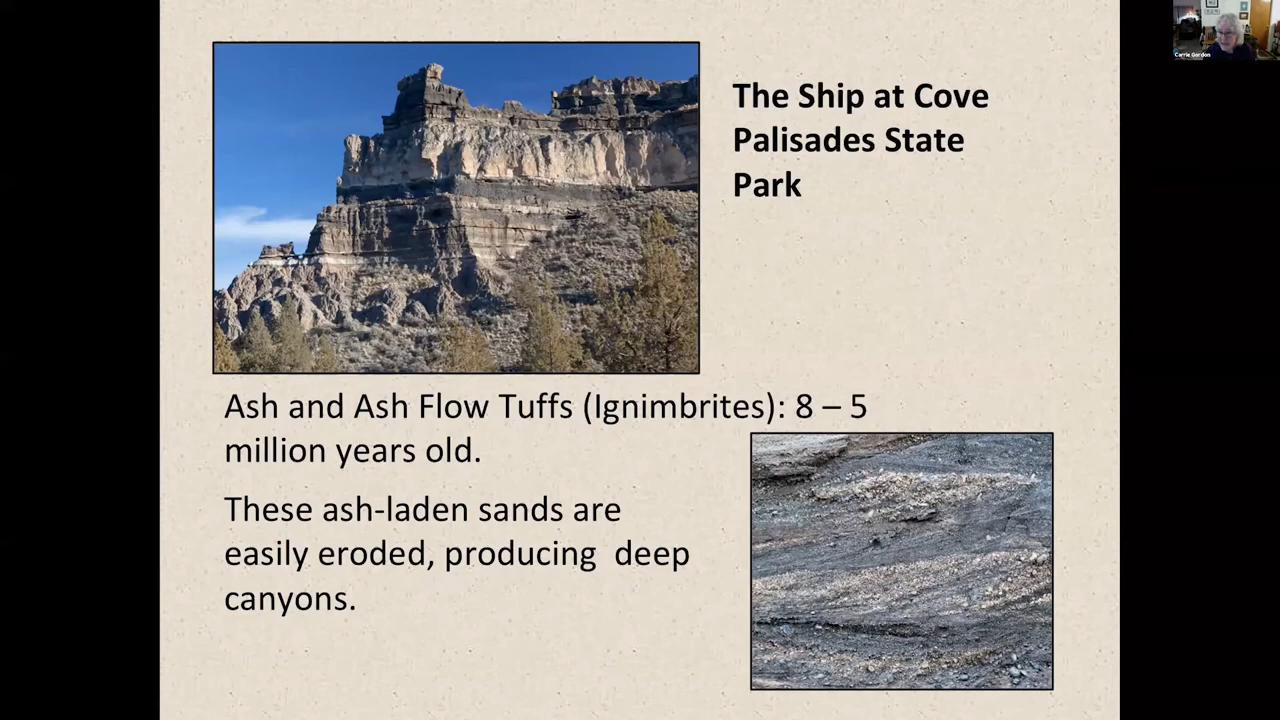 Carrie Gordon
The Ship at Cove
Palisades State
Park
Ash and Ash Flow Tuffs (Ignimbrites): 8 – 5
million years old.
These ash-laden sands are
easily eroded, producing  deep
canyons.